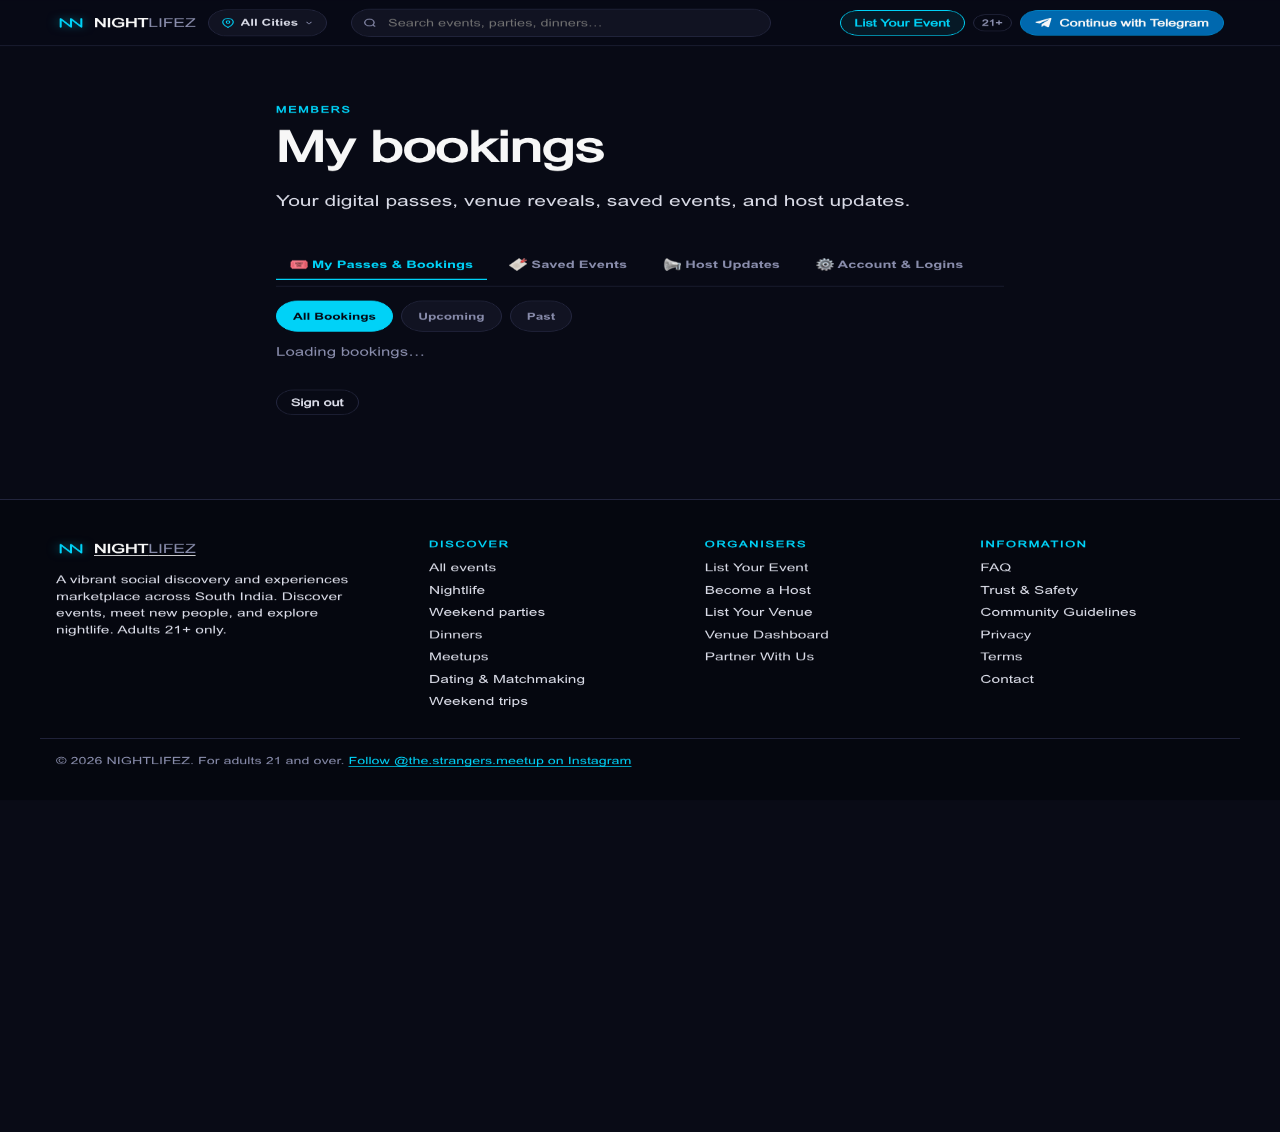 NIGHTLIFEZ
All Cities
Search events, parties, dinners...
List Your Event
21+
Continue with Telegram
MEMBERS
My bookings
Your digital passes, venue reveals, saved events, and host updates.
My Passes & Bookings
Saved Events
Host Updates
Account & Logins
All Bookings
Upcoming
Past
Loading bookings...
Sign out
NIGHTLIFEZ
A vibrant social discovery and experiences
marketplace across South India. Discover
events, meet new people, and explore
nightlife. Adults 21+ only.
DISCOVER
All events
Nightlife
Weekend parties
Dinners
Meetups
Dating & Matchmaking
Weekend trips
ORGANISERS
List Your Event
Become a Host
List Your Venue
Venue Dashboard
Partner With Us
INFORMATION
FAQ
Trust & Safety
Community Guidelines
Privacy
Terms
Contact
© 2026 NIGHTLIFEZ. For adults 21 and over. Follow @the.strangers.meetup on Instagram